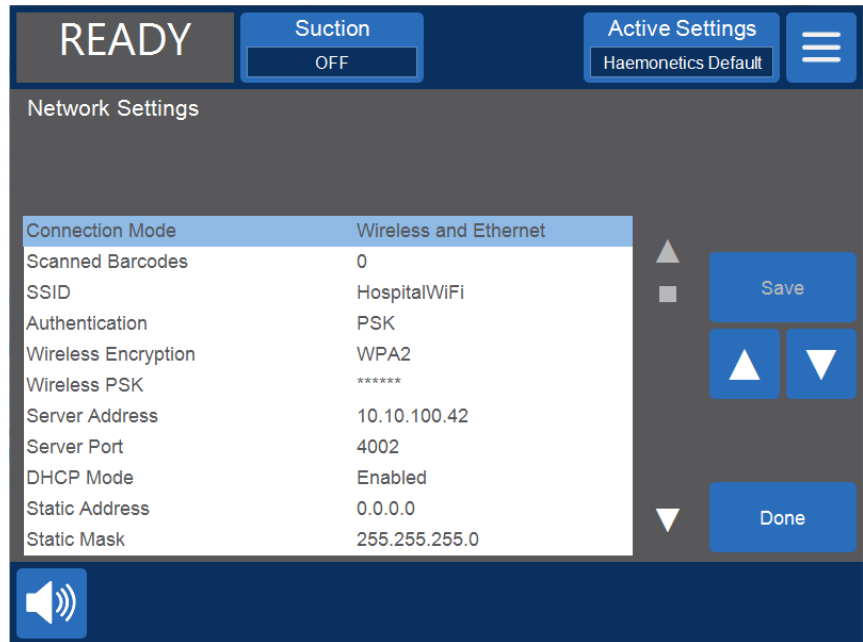 READY
Suction
OFF
Active Settings
Haemonetics Default
Network Settings
Connection Mode Wireless and Ethernet
Scanned Barcodes 0
SSID HospitalWiFi
Authentication PSK
Wireless Encryption WPA2
Wireless PSK ******
Server Address 10.10.100.42
Server Port 4002
DHCP Mode Enabled
Static Address 0.0.0.0
Static Mask 255.255.255.0
Save
Done